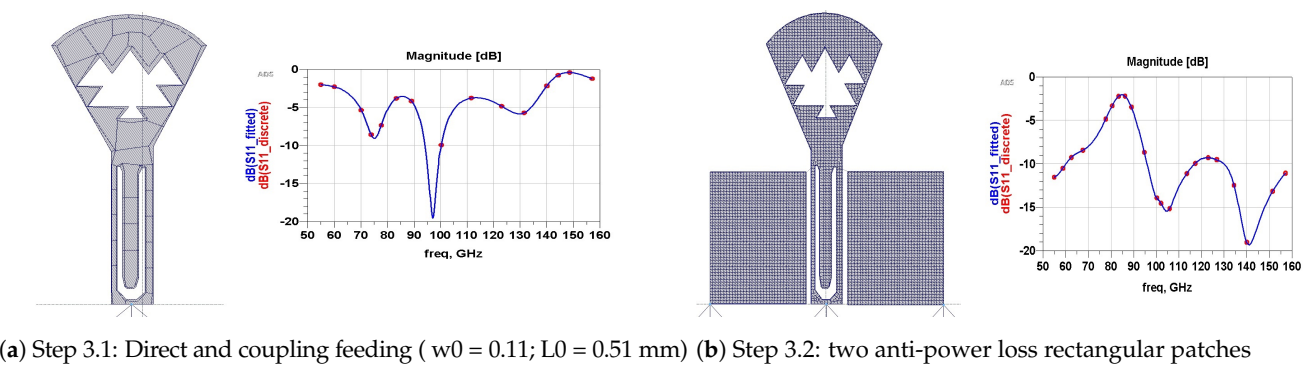 Magnitude [dB]
ADS
dB(S11_fitted)
dB(S11_discrete)
0
-5
-10
-15
-20
50 60 70 80 90 100 110 120 130 140 150 160
freq, GHz
Magnitude [dB]
ADS
dB(S11_fitted)
dB(S11_discrete)
0
-5
-10
-15
-20
50 60 70 80 90 100 110 120 130 140 150 160
freq, GHz
(a) Step 3.1: Direct and coupling feeding ( w0 = 0.11; L0 = 0.51 mm) (b) Step 3.2: two anti-power loss rectangular patches